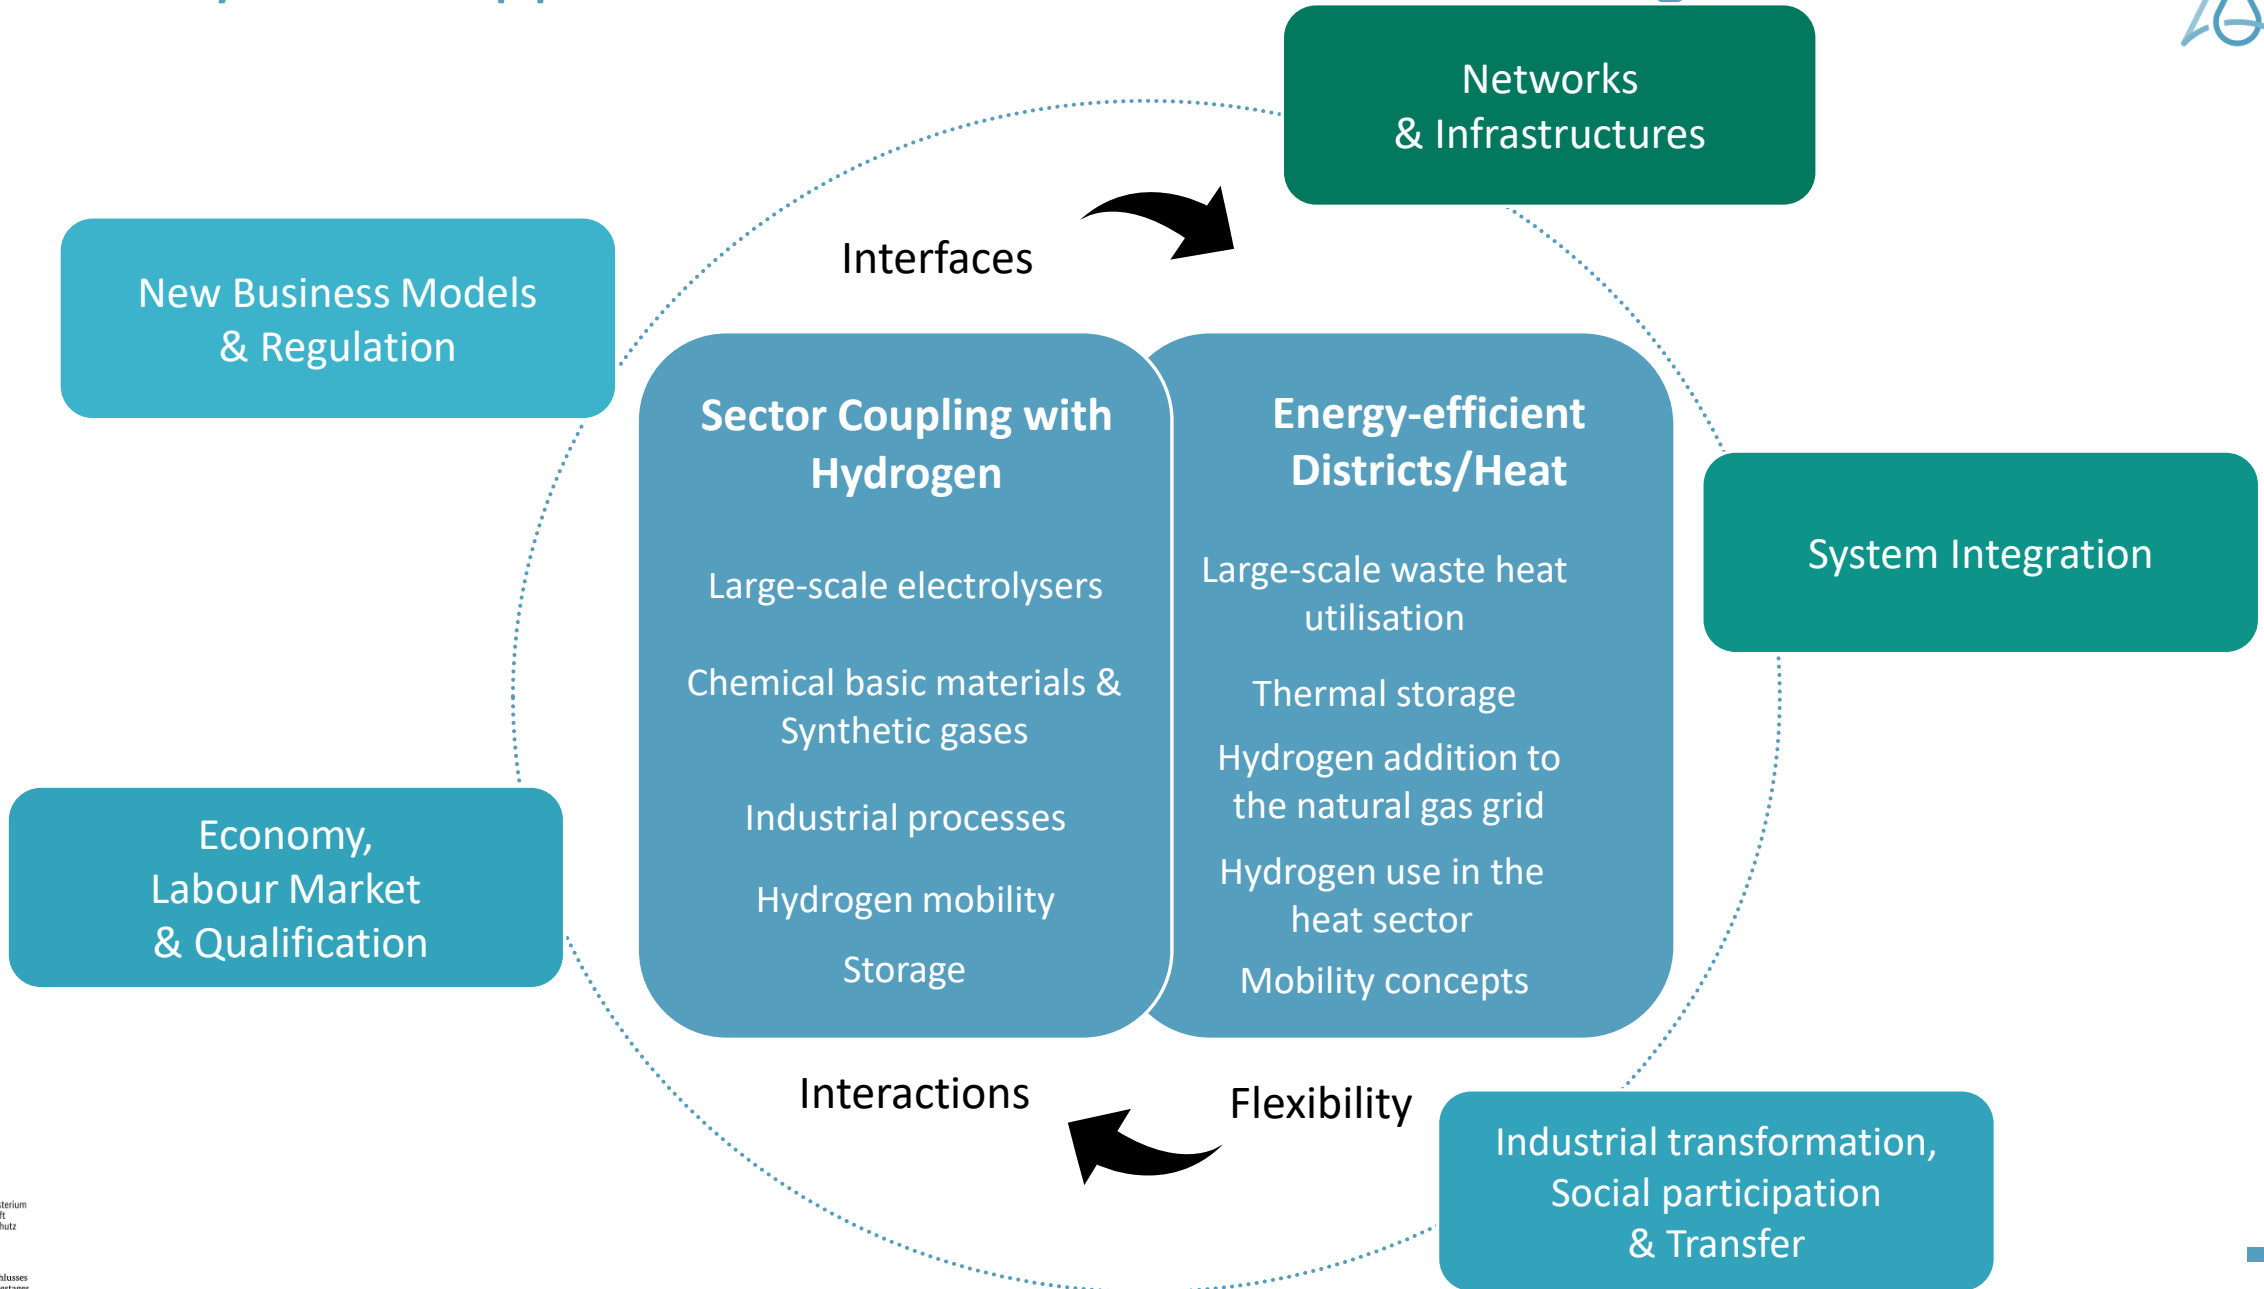 Networks
& Infrastructures
New Business Models
& Regulation
Interfaces
Sector Coupling with
Hydrogen
Large-scale electrolysers
Chemical basic materials &
Synthetic gases
Industrial processes
Hydrogen mobility
Storage
Energy-efficient
Districts/Heat
Large-scale waste heat
utilisation
Thermal storage
Hydrogen addition to
the natural gas grid
Hydrogen use in the
heat sector
Mobility concepts
System Integration
Economy,
Labour Market
& Qualification
Interactions
Flexibility
Industrial transformation,
Social participation
& Transfer